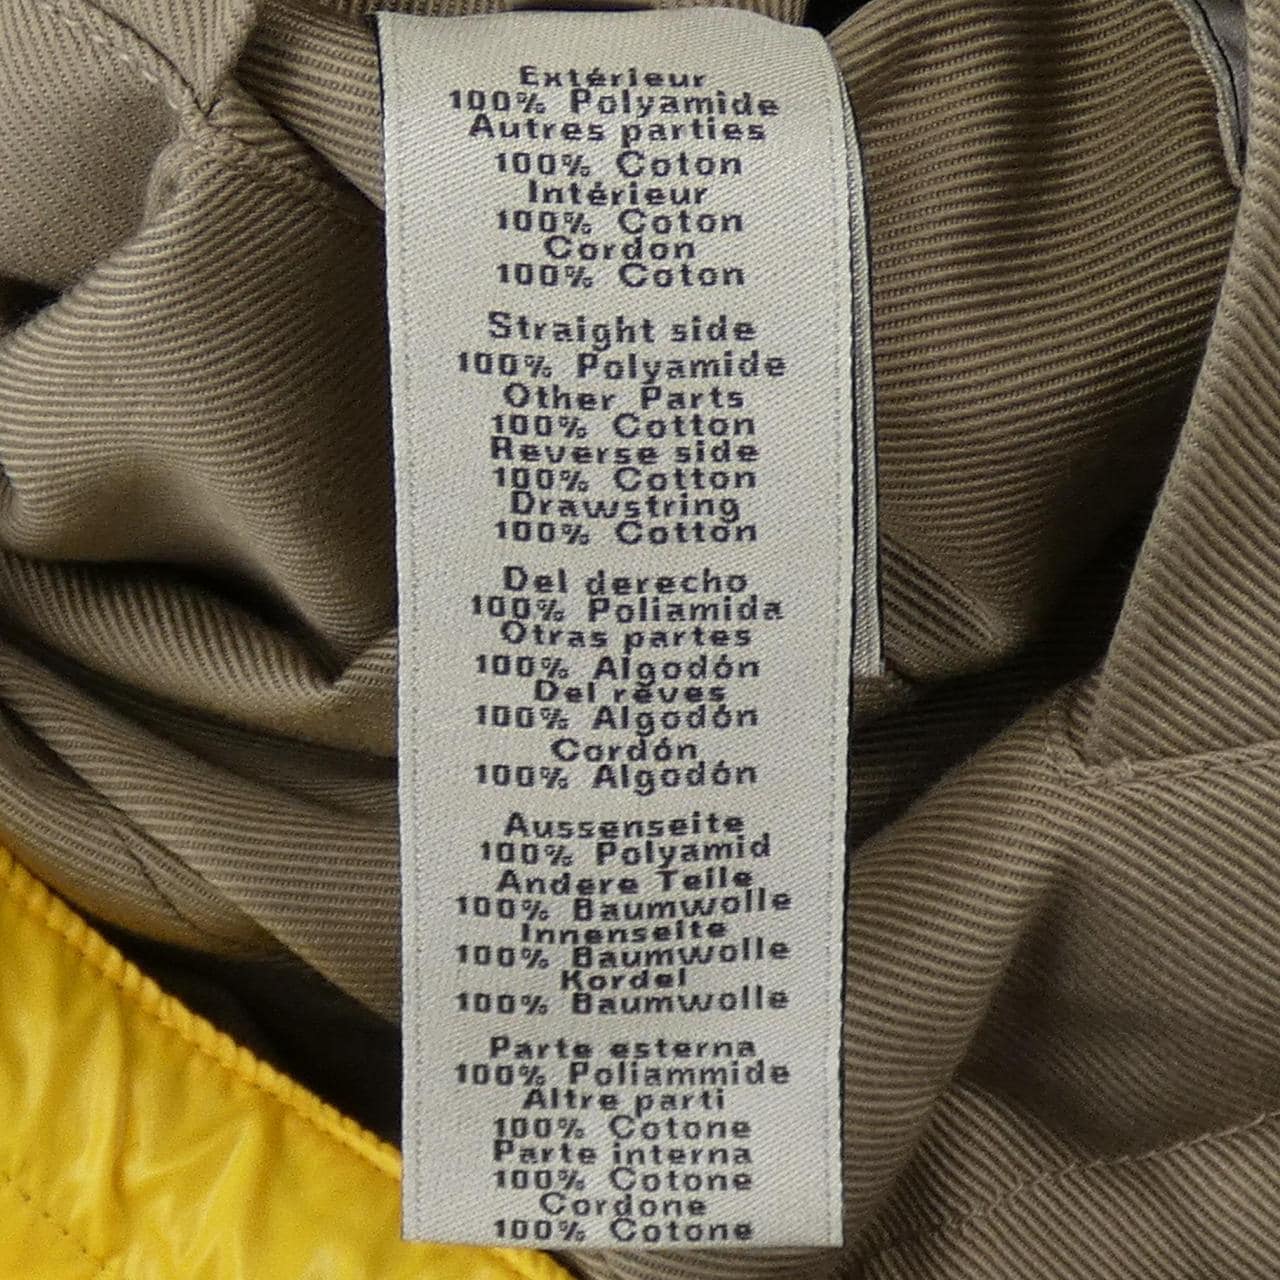 Extérieur
100% Polyamide
Autres parties
100% Coton
Intérieur
100% Coton
Cordon
100% Coton
Straight side
100% Polyamide
Other Parts
100% Cotton
Reverse side
100% Cotton
Drawstring
100% Cotton
Del derecho
100% Poliamida
Otras partes
100% Algodón
Del rêves
100% Algodón
Cordón
100% Algodón
Aussenseite
100% Polyamid
Andere Teile
100% Baumwolle
Innenseite
100% Baumwolle
Kordel
100% Baumwolle
Parte esterna
100% Poliammide
Altre parti
100% Cotone
Parte interna
100% Cotone
Cordone
100% Cotone